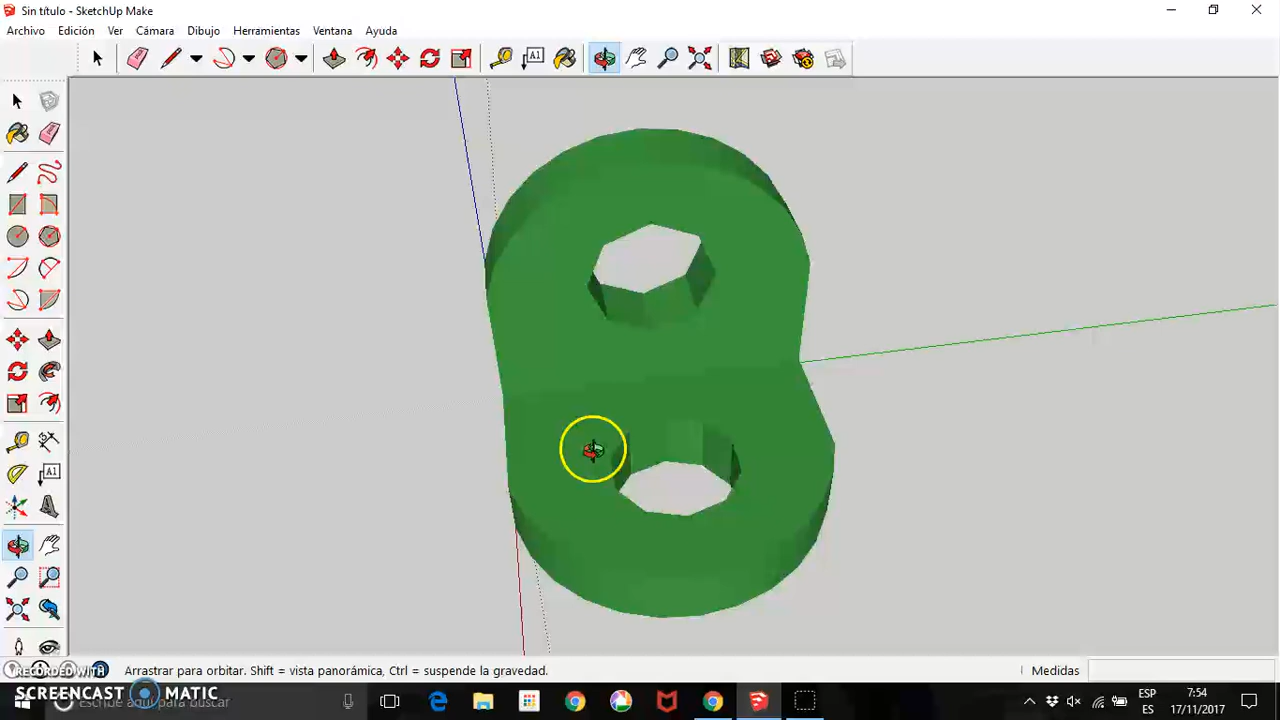 Sin título - SketchUp Make
Archivo Edición Ver Cámara Dibujo Herramientas Ventana Ayuda
A1
A1
Arrastrar para orbitar. Shift = vista panorámica, Ctrl = suspende la gravedad.
Medidas
RECORDED WITH
SCREENCAST MATIC
Escribe aquí para buscar
ESP
ES
7:54
17/11/2017